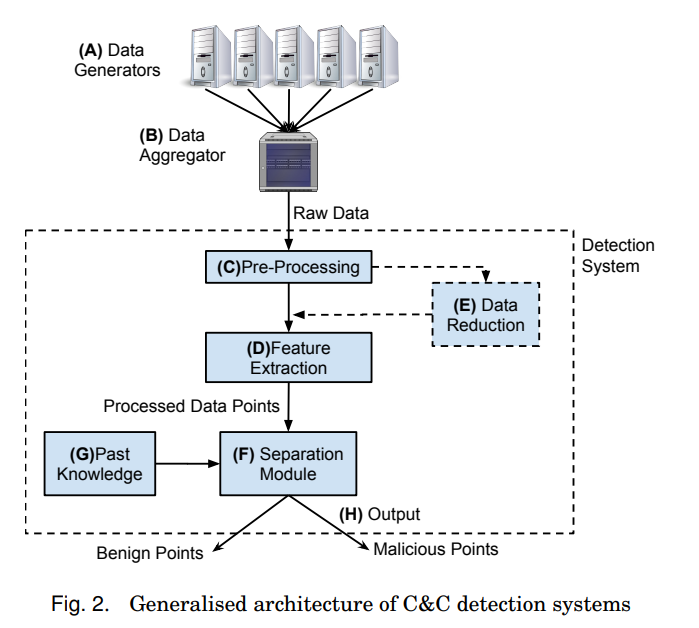 (A) Data
Generators
(B) Data
Aggregator
Raw Data
Detection
System
(C)Pre-Processing
(E) Data
Reduction
(D)Feature
Extraction
Processed Data Points
(G)Past
Knowledge
(F) Separation
Module
(H) Output
Benign Points
Malicious Points
Fig. 2. Generalised architecture of C&C detection systems